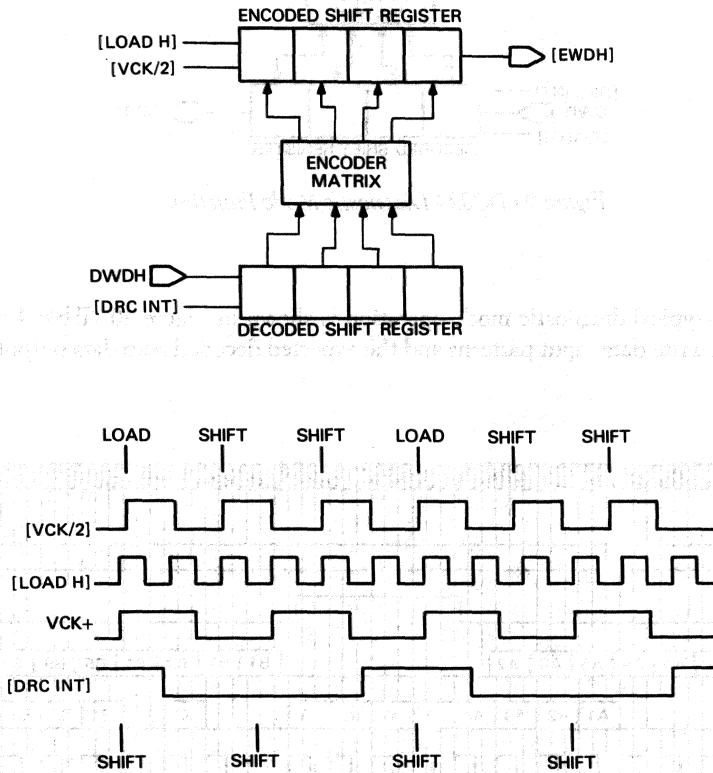 ENCODED SHIFT REGISTER
[LOAD H]
[VCK/2]
[EWDH]
ENCODER
MATRIX
DWDH
[DRC INT]
DECODED SHIFT REGISTER
LOAD SHIFT SHIFT LOAD SHIFT SHIFT
[VCK/2]
[LOAD H]
VCK+
[DRC INT]
SHIFT SHIFT SHIFT SHIFT